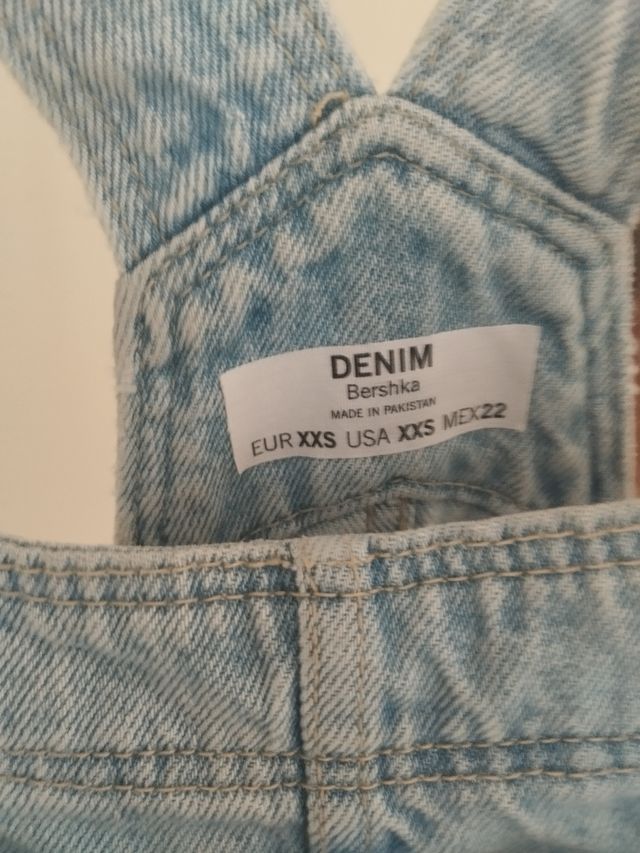 DENIM
Bershka
MADE IN PAKISTAN
EUR XXS USA XXS MEX22